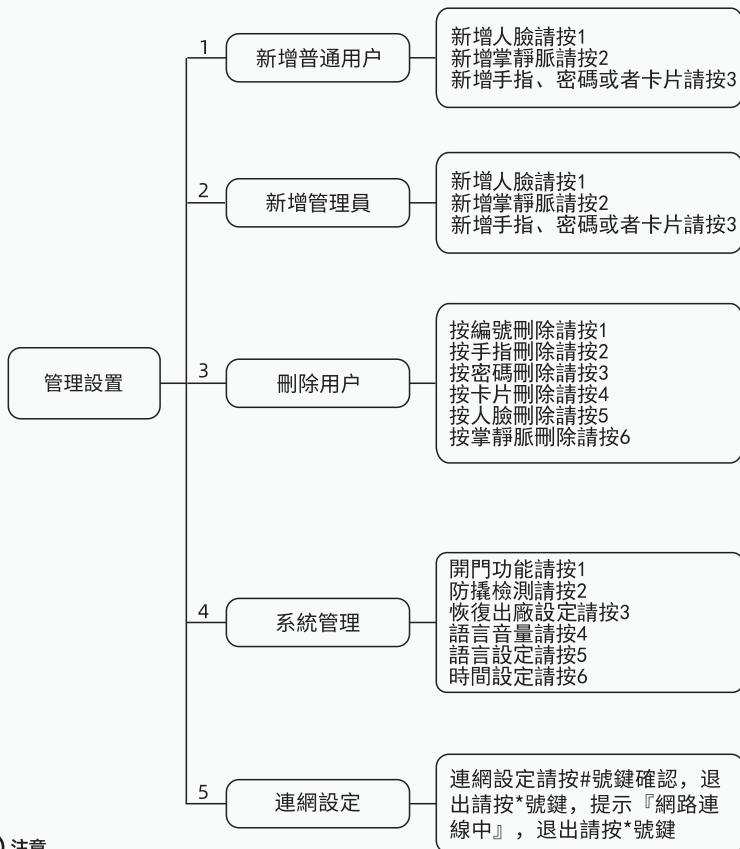 1
新增普通用户
新增人臉請按1
新增掌靜脈請按2
新增手指、密碼或者卡片請按3
2
新增管理員
新增人臉請按1
新增掌靜脈請按2
新增手指、密碼或者卡片請按3
管理設置
3
刪除用户
按編號刪除請按1
按手指刪除請按2
按密碼刪除請按3
按卡片刪除請按4
按人臉刪除請按5
按掌靜脈刪除請按6
4
系統管理
開門功能請按1
防撬檢測請按2
恢復出廠設定請按3
語言音量請按4
語言設定請按5
時間設定請按6
5
連網設定
連網設定請按#號鍵確認，退
出請按*號鍵，提示『網路連
線中』，退出請按*號鍵
注意